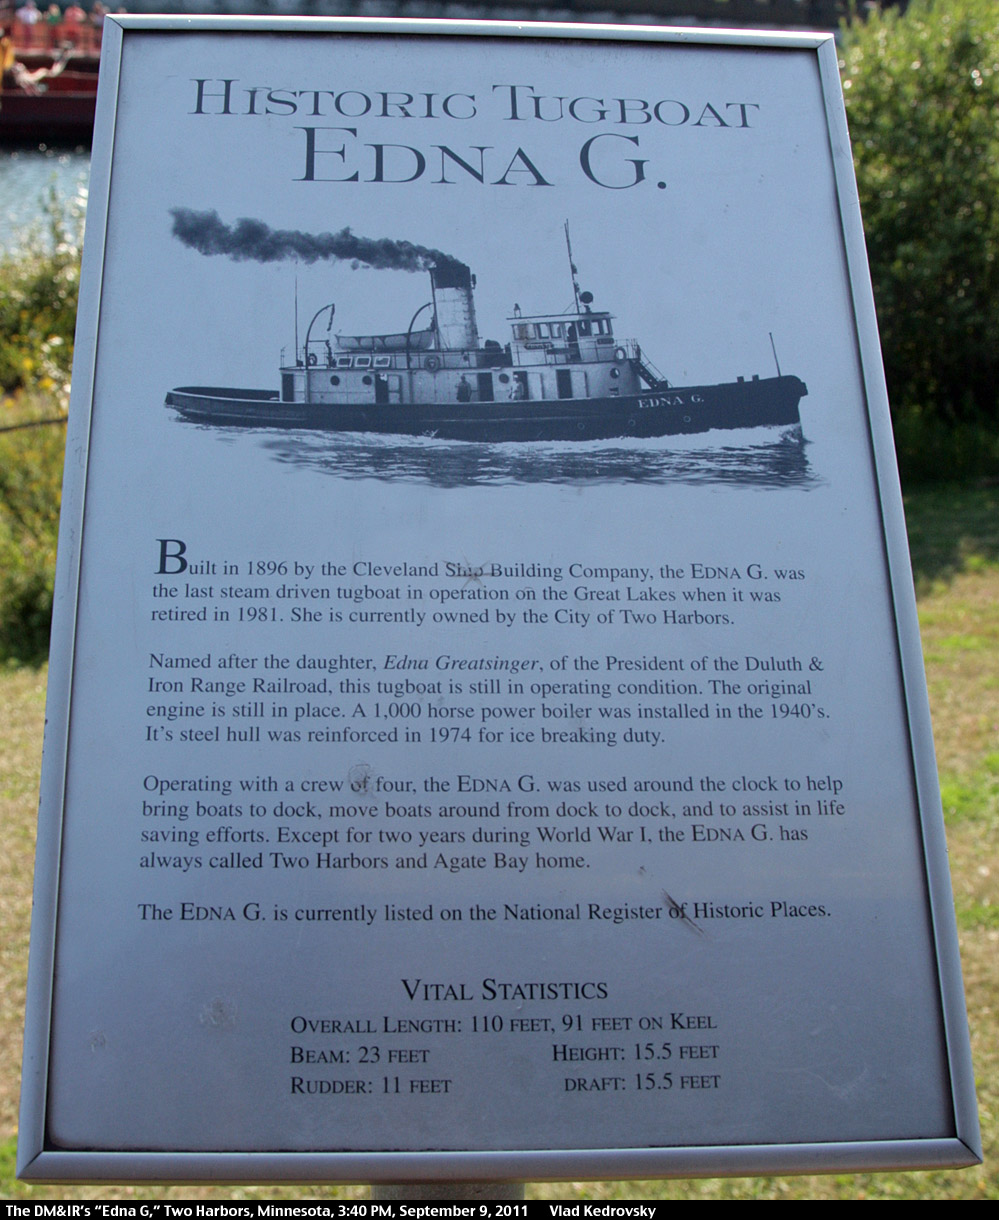 Historic Tugboat
Edna G.
EDNA G.
Built in 1896 by the Cleveland Ship Building Company, the EDNA G. was
the last steam driven tugboat in operation on the Great Lakes when it was
retired in 1981. She is currently owned by the City of Two Harbors.
Named after the daughter, Edna Greatsinger, of the President of the Duluth &
Iron Range Railroad, this tugboat is still in operating condition. The original
engine is still in place. A 1,000 horse power boiler was installed in the 1940's.
It's steel hull was reinforced in 1974 for ice breaking duty.
Operating with a crew of four, the EDNA G. was used around the clock to help
bring boats to dock, move boats around from dock to dock, and to assist in life
saving efforts. Except for two years during World War I, the EDNA G. has
always called Two Harbors and Agate Bay home.
The EDNA G. is currently listed on the National Register of Historic Places.
Vital Statistics
Overall Length: 110 feet, 91 feet on Keel
Beam: 23 feet Height: 15.5 feet
Rudder: 11 feet draft: 15.5 feet
The DM&IR's "Edna G," Two Harbors, Minnesota, 3:40 PM, September 9, 2011 Vlad Kedrovsky